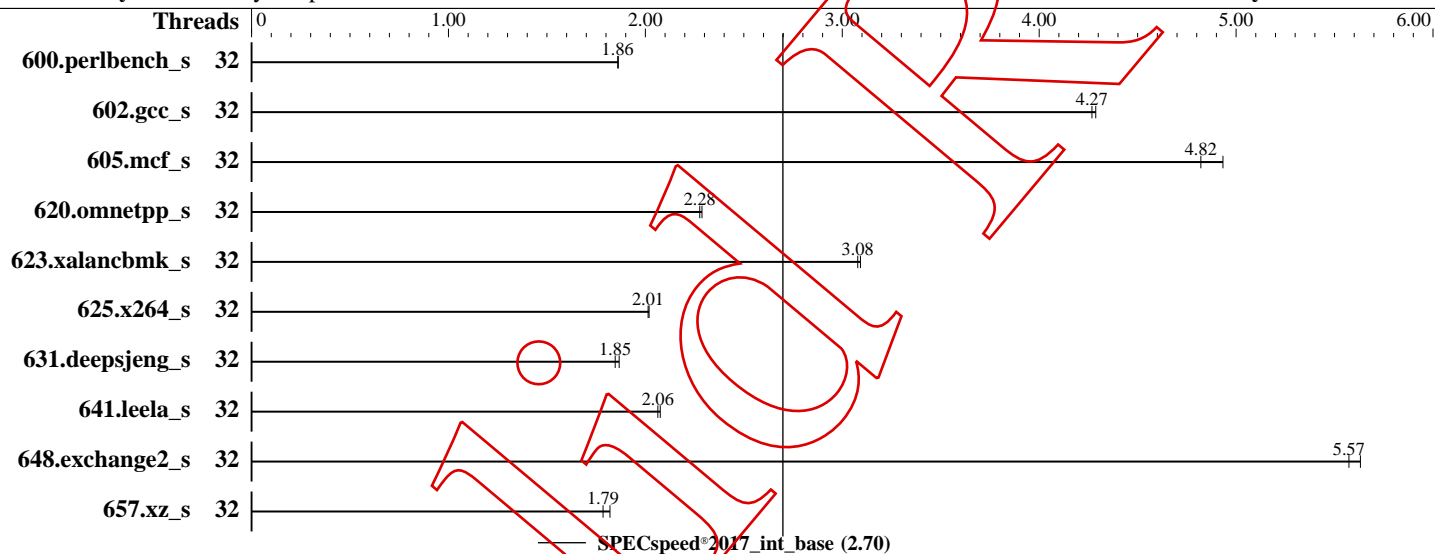 Threads 0 1.00 2.00 3.00 4.00 5.00 6.00
600.perlbench_s 32 1.86
602.gcc_s 32 4.27
605.mcf_s 32 4.82
620.omnetpp_s 32 2.28
623.xalancbmk_s 32 3.08
625.x264_s 32 2.01
631.deepsjeng_s 32 1.85
641.leela_s 32 2.06
648.exchange2_s 32 5.57
657.xz_s 32 1.79
SPECspeed®2017_int_base (2.70)